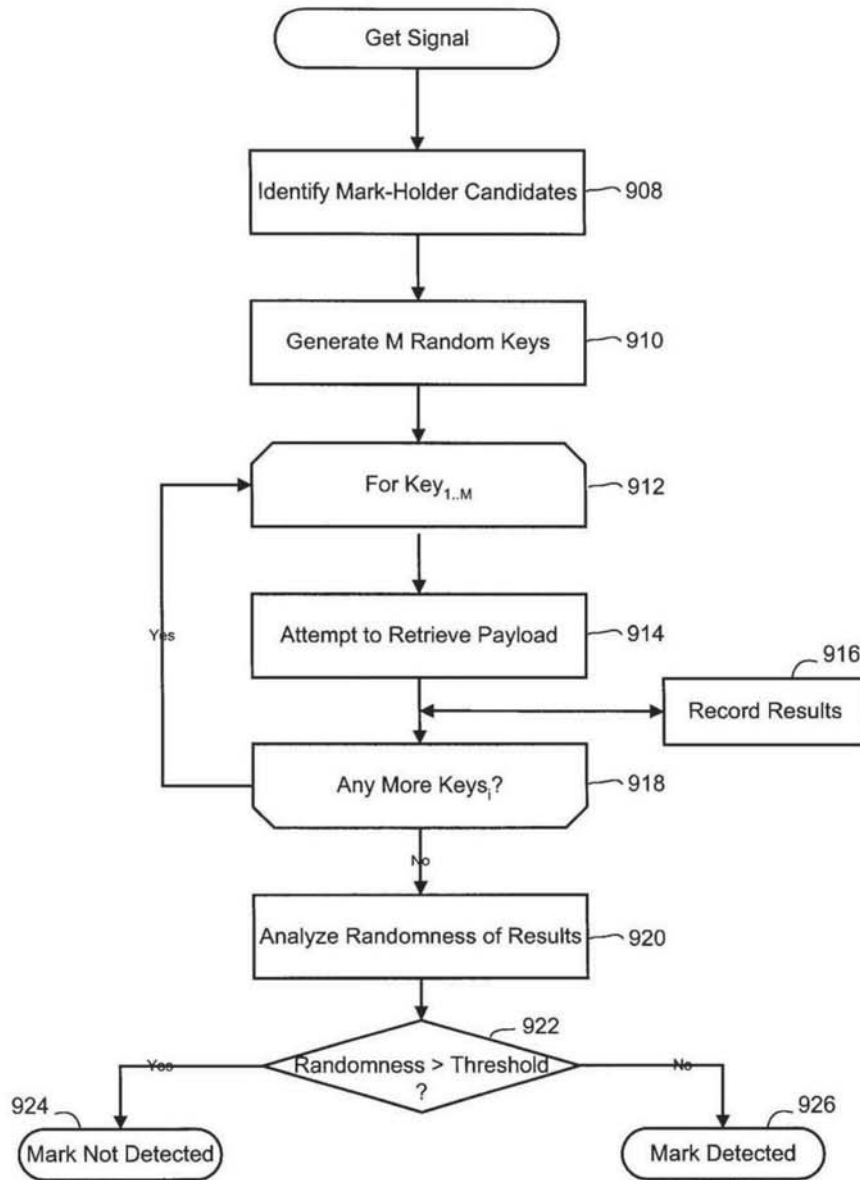 Get Signal
Identify Mark-Holder Candidates
908
Generate M Random Keys
910
For Key1..M
912
Yes
Attempt to Retrieve Payload
914
916
Record Results
Any More Keysi?
918
No
Analyze Randomness of Results
920
922
Randomness > Threshold
?
Yes
No
924
Mark Not Detected
926
Mark Detected